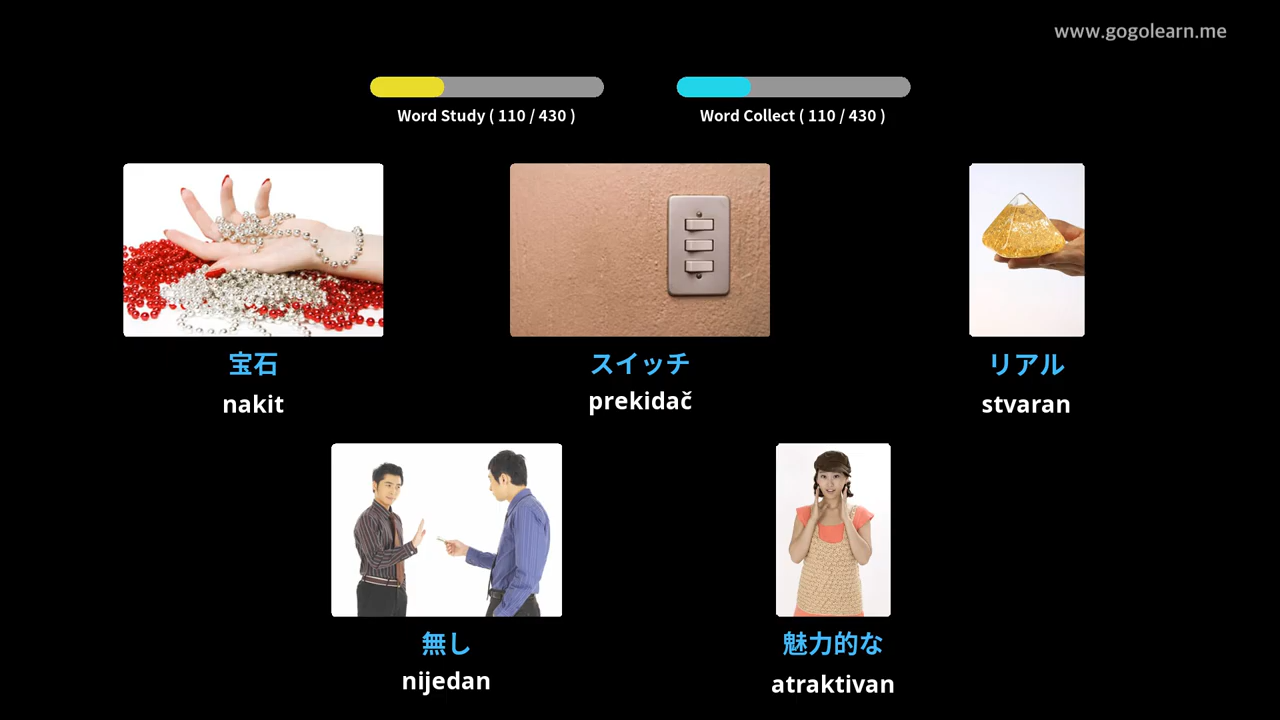 www.gogolearn.me
Word Study ( 110 / 430 )
Word Collect ( 110 / 430 )
宝石
nakit
スイッチ
prekidač
リアル
stvaran
無し
nijedan
魅力的な
atraktivan